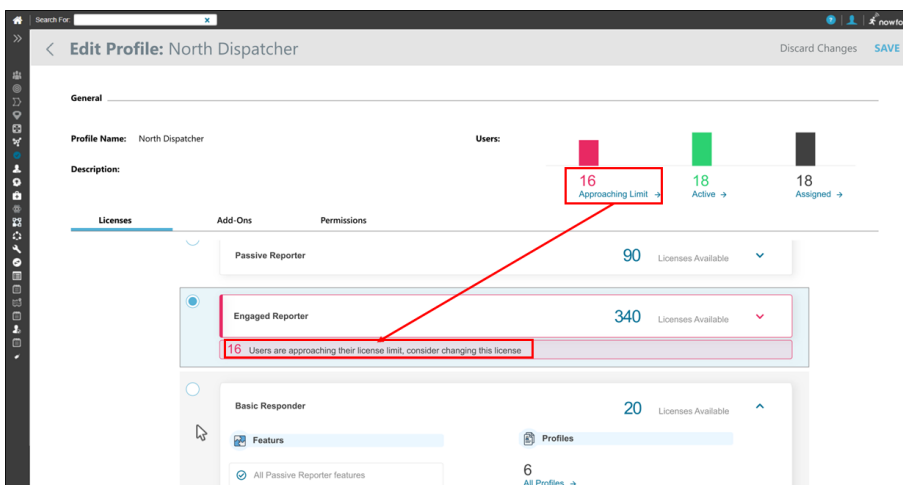 Search For:
x
nowfo
Edit Profile: North Dispatcher
Discard Changes
SAVE
General
Profile Name: North Dispatcher
Users:
Description:
16
Approaching Limit
18
Active
18
Assigned
Licenses
Add-Ons
Permissions
Passive Reporter
90 Licenses Available
Engaged Reporter
340 Licenses Available
16 Users are approaching their license limit, consider changing this license
Basic Responder
20 Licenses Available
Featurs
Profiles
All Passive Reporter features
6
All Profiles